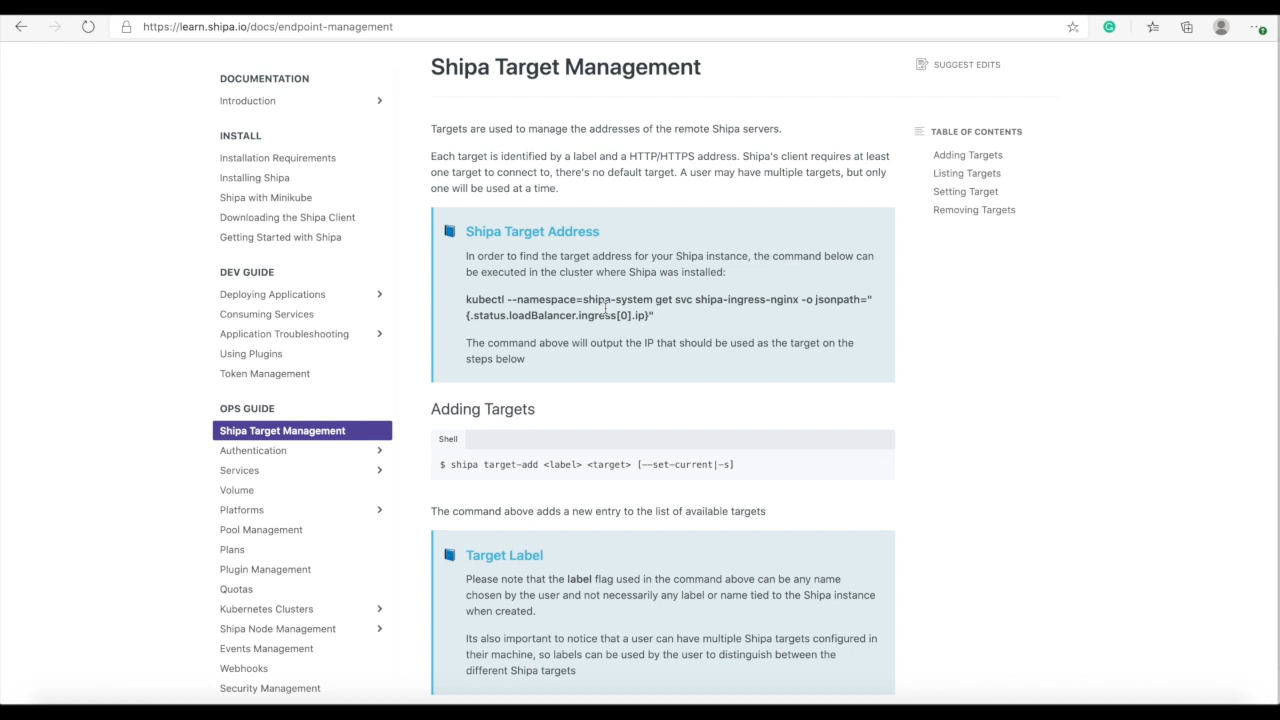 https://learn.shipa.io/docs/endpoint-management
DOCUMENTATION
Introduction
INSTALL
Installation Requirements
Installing Shipa
Shipa with Minikube
Downloading the Shipa Client
Getting Started with Shipa
DEV GUIDE
Deploying Applications
Consuming Services
Application Troubleshooting
Using Plugins
Token Management
OPS GUIDE
Shipa Target Management
Authentication
Services
Volume
Platforms
Pool Management
Plans
Plugin Management
Quotas
Kubernetes Clusters
Shipa Node Management
Events Management
Webhooks
Security Management
Shipa Target Management
Targets are used to manage the addresses of the remote Shipa servers.
Each target is identified by a label and a HTTP/HTTPS address. Shipa's client requires at least
one target to connect to, there's no default target. A user may have multiple targets, but only
one will be used at a time.
Shipa Target Address
In order to find the target address for your Shipa instance, the command below can
be executed in the cluster where Shipa was installed:
kubectl --namespace=shipa-system get svc shipa-ingress-nginx -o jsonpath="
{.status.loadBalancer.ingress[0].ip}"
The command above will output the IP that should be used as the target on the
steps below
Adding Targets
Shell
$ shipa target-add <label> <target> [--set-current|-s]
The command above adds a new entry to the list of available targets
Target Label
Please note that the label flag used in the command above can be any name
chosen by the user and not necessarily any label or name tied to the Shipa instance
when created.
Its also important to notice that a user can have multiple Shipa targets configured in
their machine, so labels can be used by the user to distinguish between the
different Shipa targets
SUGGEST EDITS
TABLE OF CONTENTS
Adding Targets
Listing Targets
Setting Target
Removing Targets